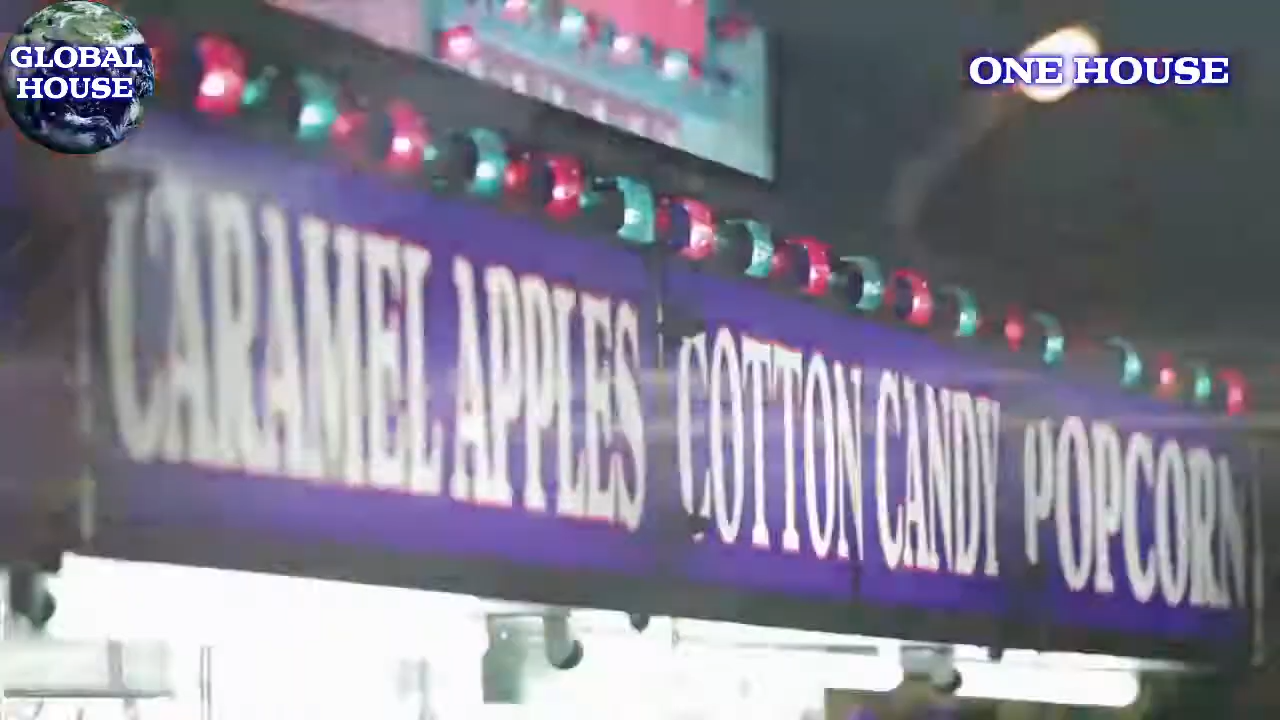 GLOBAL
HOUSE
ONE HOUSE
CARAMEL APPLES COTTON CANDY POPCORN